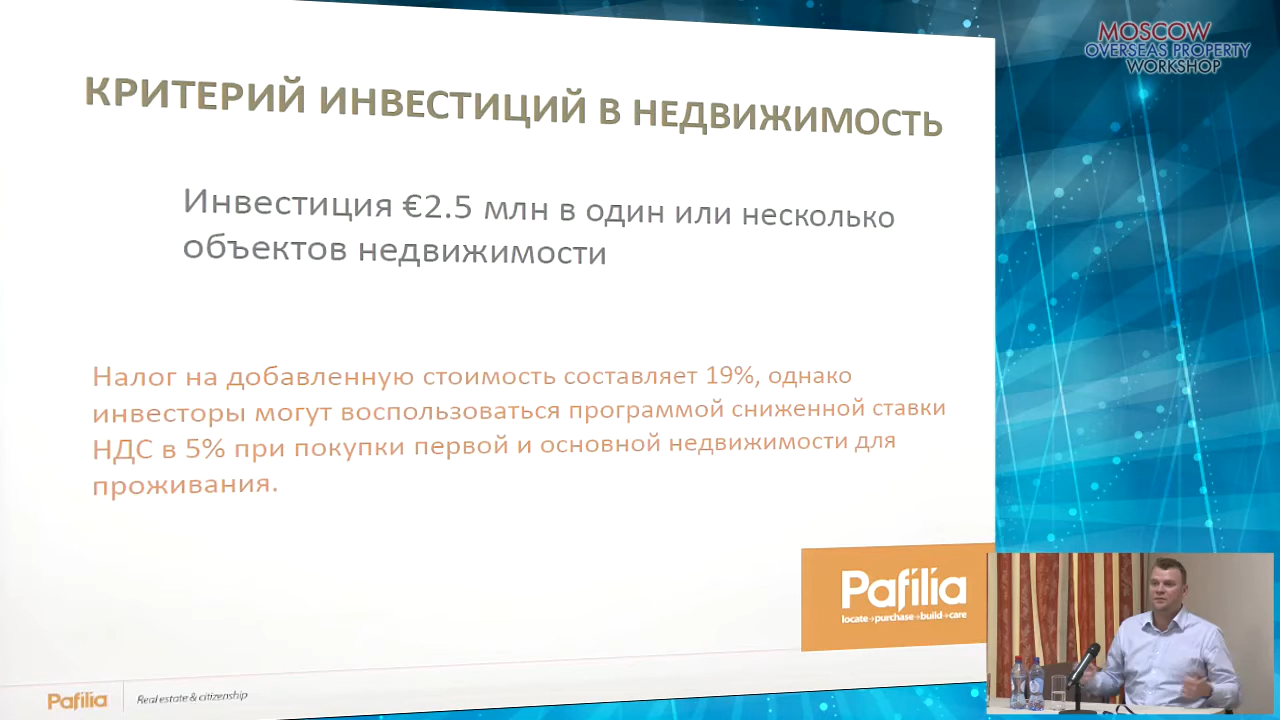 MOSCOW
OVERSEAS PROPERTY
WORKSHOP
КРИТЕРИЙ ИНВЕСТИЦИЙ В НЕДВИЖИМОСТЬ
Инвестиция €2.5 млн в один или несколько
объектов недвижимости
Налог на добавленную стоимость составляет 19%, однако
инвесторы могут воспользоваться программой сниженной ставки
НДС в 5% при покупки первой и основной недвижимости для
проживания.
Pafilia
locate→purchase→build→care
Pafilia
Real estate & citizenship